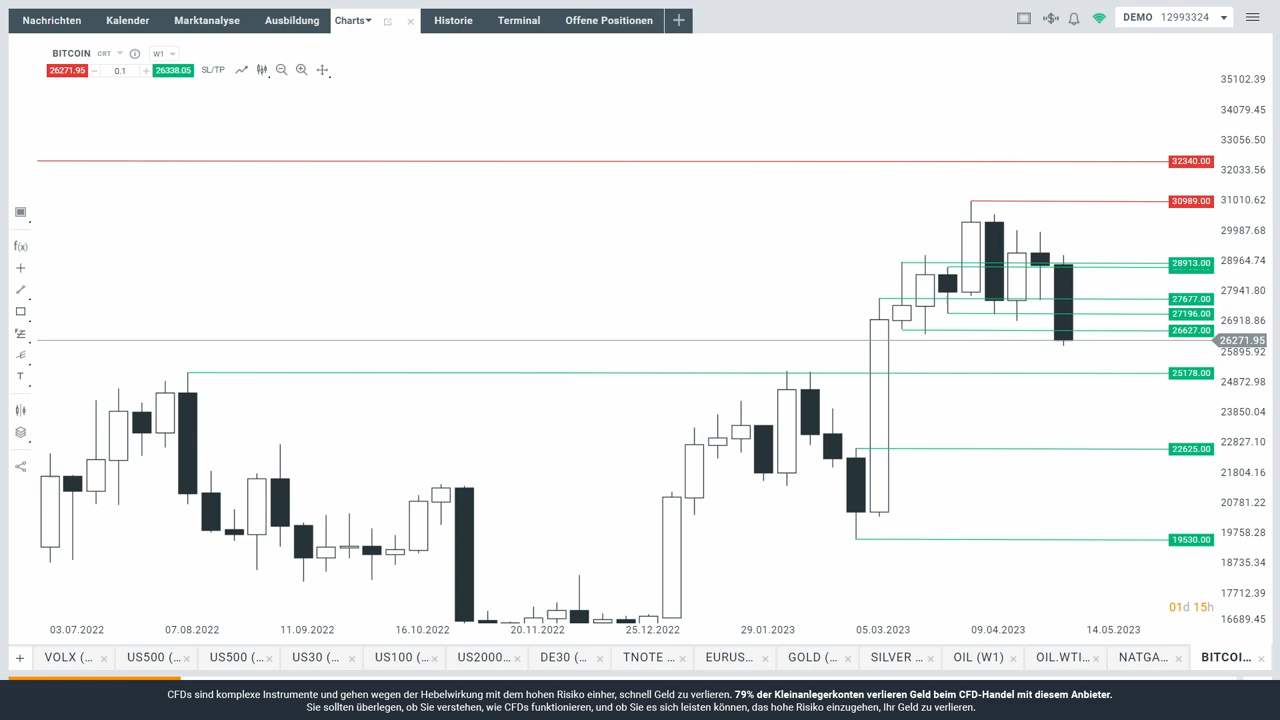 Nachrichten Kalender Marktanalyse Ausbildung Charts Historie Terminal Offene Positionen
DEMO 12993324
BITCOIN CRT W1
26271.95 0.1 26338.05 SL/TP
35102.39
34079.45
33056.50
32340.00
32033.56
31010.62
30989.00
29987.68
28964.74
28913.00
27941.80
27677.00
27196.00
26918.86
26627.00
26271.95
25895.92
25178.00
24872.98
23850.04
22827.10
22625.00
21804.16
20781.22
19758.28
19530.00
18735.34
17712.39
16689.45
f(x)
T
01d 15h
03.07.2022 07.08.2022 11.09.2022 16.10.2022 20.11.2022 25.12.2022 29.01.2023 05.03.2023 09.04.2023 14.05.2023
VOLX (... US500 (... US500 (... US30 (... US100 (... US2000... DE30 (... TNOTE ... EURUS... GOLD (... SILVER ... OIL (W1) OIL.WTI... NATGA... BITCOI...
CFDs sind komplexe Instrumente und gehen wegen der Hebelwirkung mit dem hohen Risiko einher, schnell Geld zu verlieren. 79% der Kleinanlegerkonten verlieren Geld beim CFD-Handel mit diesem Anbieter.
Sie sollten überlegen, ob Sie verstehen, wie CFDs funktionieren, und ob Sie es sich leisten können, das hohe Risiko einzugehen, Ihr Geld zu verlieren.